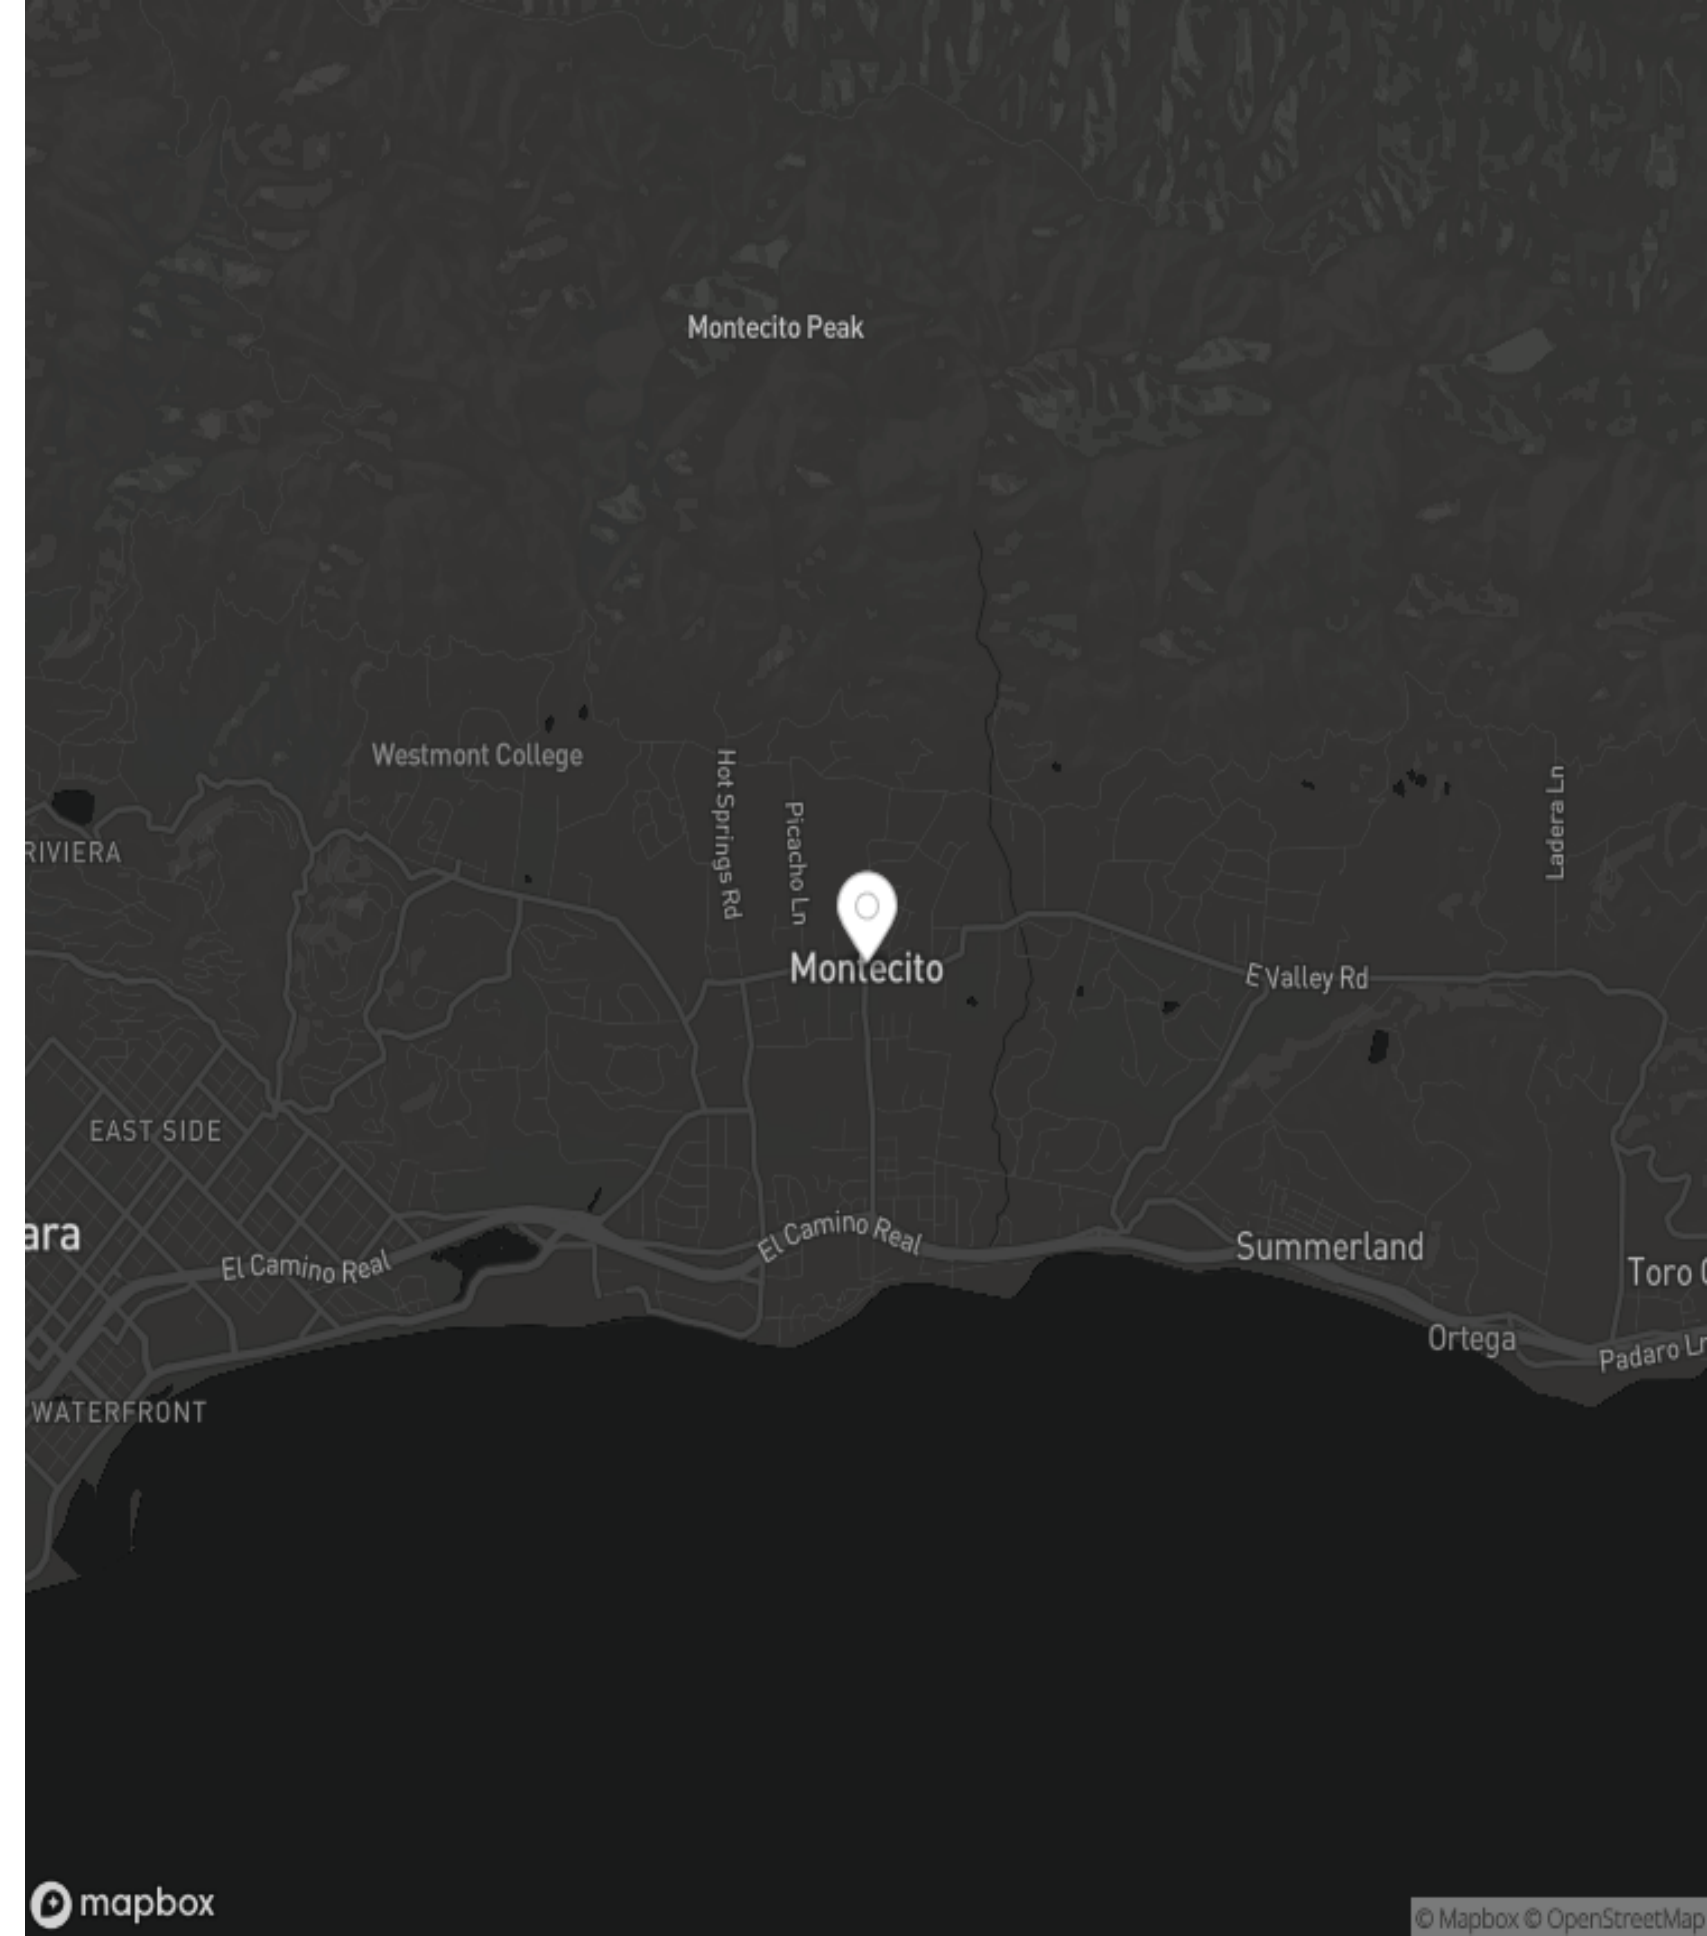 Montecito Peak
Westmont College
Hot Springs Rd
Picacho Ln
Ladera Ln
RIVIERA
Montecito
E Valley Rd
EAST SIDE
ara
El Camino Real
El Camino Real
Summerland
Toro
Ortega
Padaro Ln
WATERFRONT
mapbox
© Mapbox © OpenStreetMap